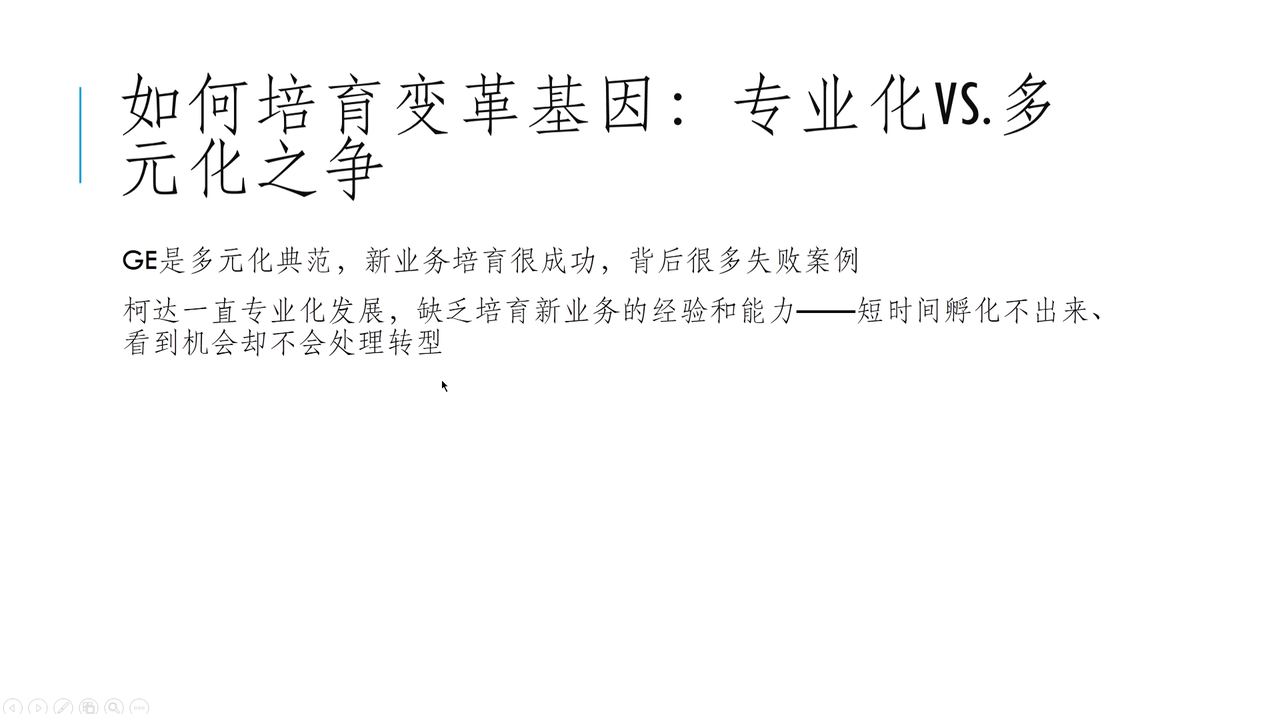 如何培育变革基因：专业化VS.多
元化之争
GE是多元化典范，新业务培育很成功，背后很多失败案例
柯达一直专业化发展，缺乏培育新业务的经验和能力——短时间孵化不出来、
看到机会却不会处理转型